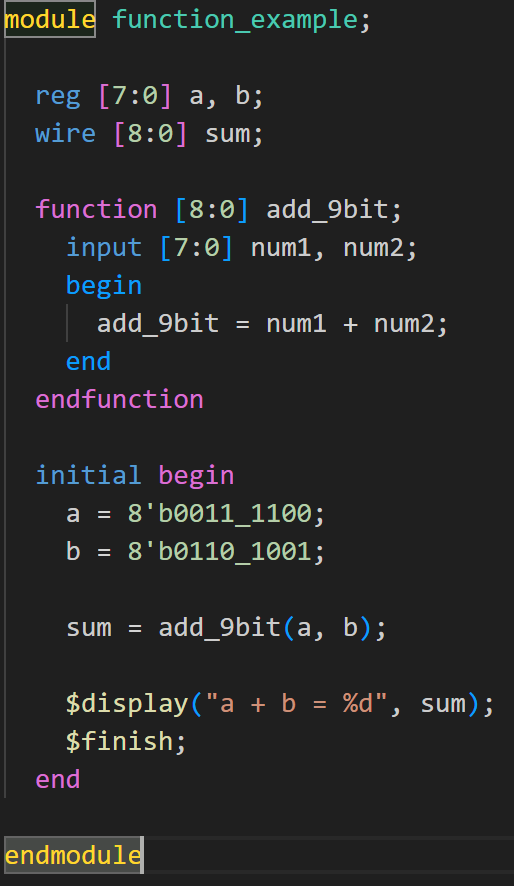 module function_example;
reg [7:0] a, b;
wire [8:0] sum;
function [8:0] add_9bit;
input [7:0] num1, num2;
begin
add_9bit = num1 + num2;
end
endfunction
initial begin
a = 8'b0011_1100;
b = 8'b0110_1001;
sum = add_9bit(a, b);
$display("a + b = %d", sum);
$finish;
end
endmodule